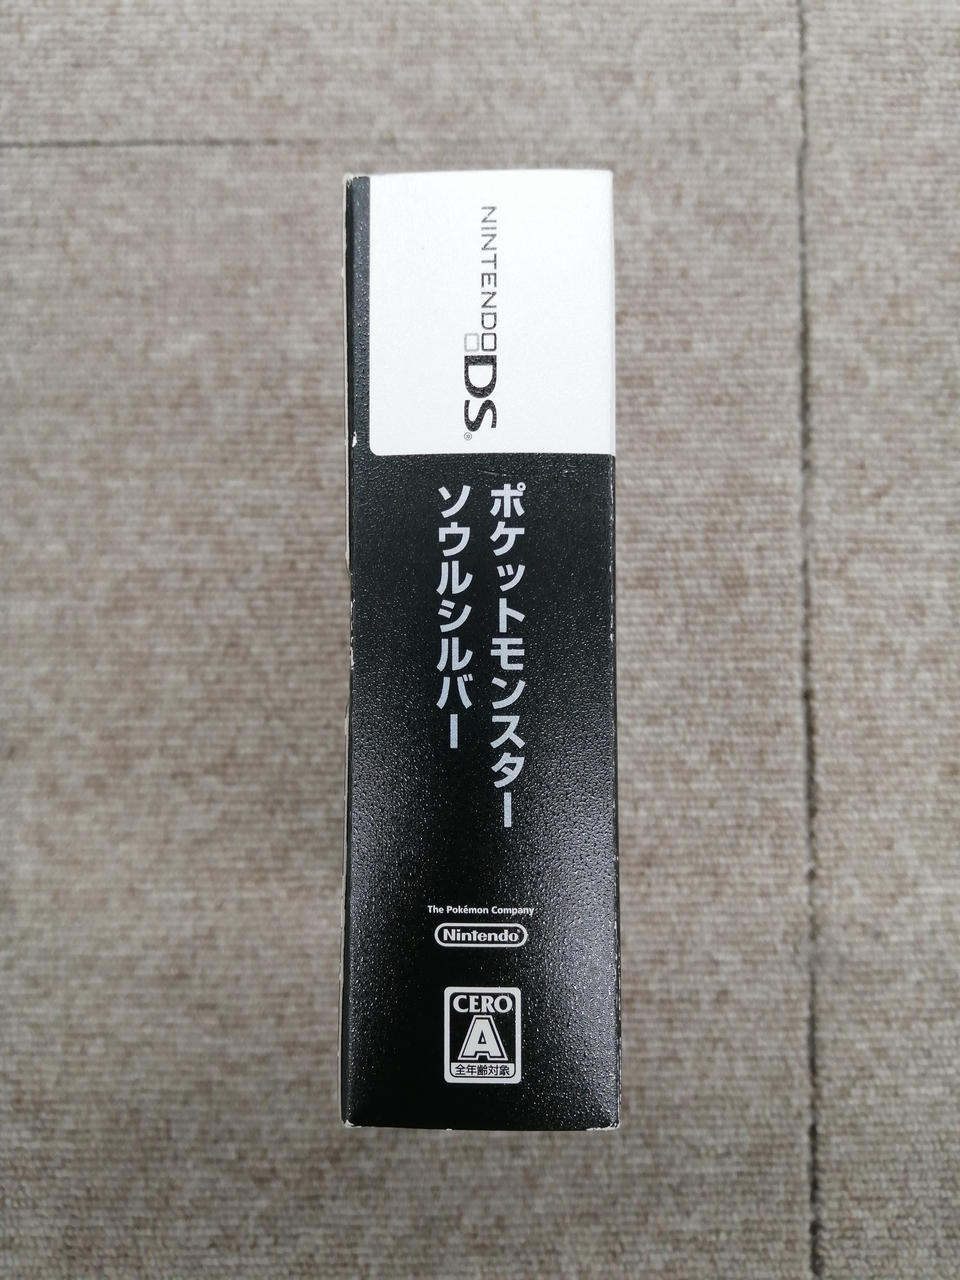 NINTENDO
DS®
ポケットモンスター
ソウルシルバー
The Pokémon Company
Nintendo®
CERO
A
全年齢対象